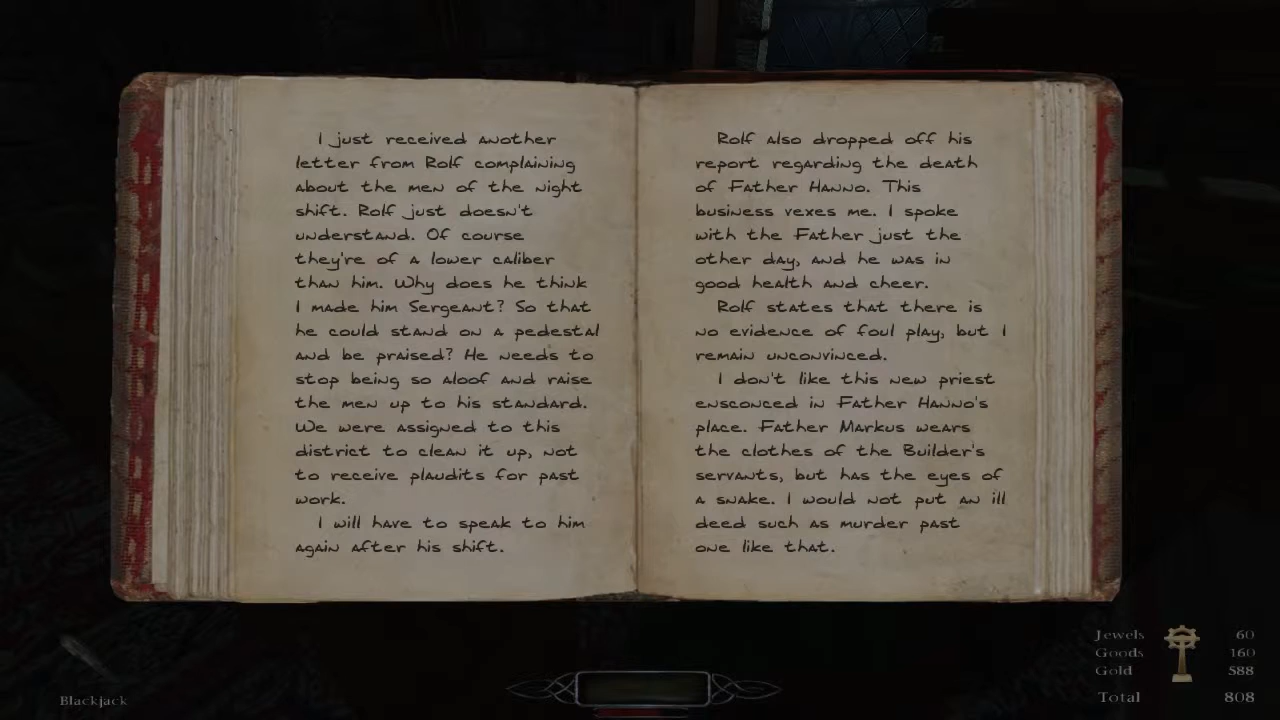 I just received another
letter from Rolf complaining
about the men of the night
shift. Rolf just doesn't
understand. Of course
they're of a lower caliber
than him. Why does he think
I made him Sergeant? So that
he could stand on a pedestal
and be praised? He needs to
stop being so aloof and raise
the men up to his standard.
We were assigned to this
district to clean it up, not
to receive plaudits for past
work.
I will have to speak to him
again after his shift.
Rolf also dropped off his
report regarding the death
of Father Hanno. This
business vexes me. I spoke
with the Father just the
other day, and he was in
good health and cheer.
Rolf states that there is
no evidence of foul play, but I
remain unconvinced.
I don't like this new priest
ensconced in Father Hanno's
place. Father Markus wears
the clothes of the Builder's
servants, but has the eyes of
a snake. I would not put an ill
deed such as murder past
one like that.
Jewels 60
Goods 160
Gold 588
Total 808
Blackjack